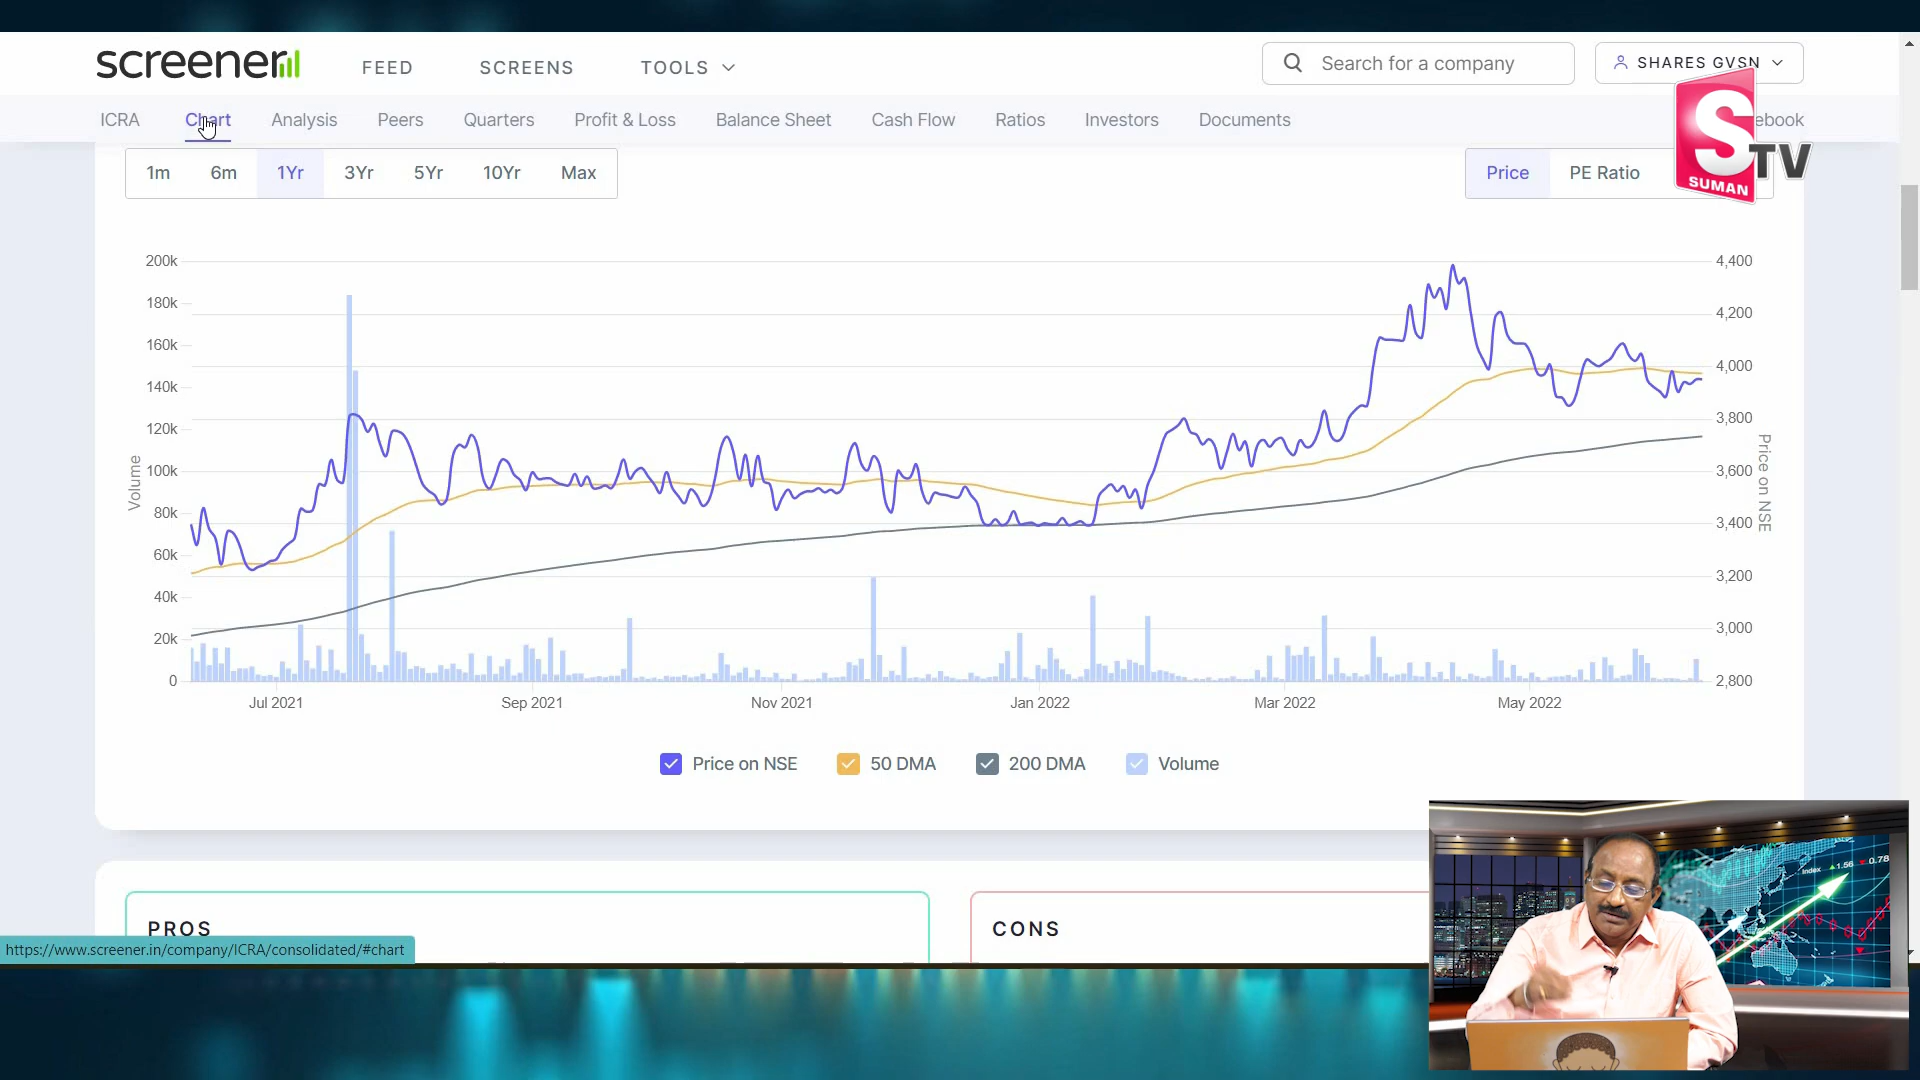 screener
FEED
SCREENS
TOOLS
Search for a company
SHARES GVSN
ICRA
Chart
Analysis
Peers
Quarters
Profit & Loss
Balance Sheet
Cash Flow
Ratios
Investors
Documents
ebook
S TV
SUMAN
1m
6m
1Yr
3Yr
5Yr
10Yr
Max
Price
PE Ratio
200k
180k
160k
140k
120k
100k
80k
60k
40k
20k
0
Volume
4,400
4,200
4,000
3,800
3,600
3,400
3,200
3,000
2,800
Price on NSE
Jul 2021
Sep 2021
Nov 2021
Jan 2022
Mar 2022
May 2022
Price on NSE
50 DMA
200 DMA
Volume
PROS
CONS
https://www.screener.in/company/ICRA/consolidated/#chart
Index
1.56
0.78